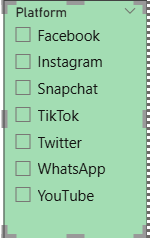 Platform
Facebook
Instagram
Snapchat
TikTok
Twitter
WhatsApp
YouTube